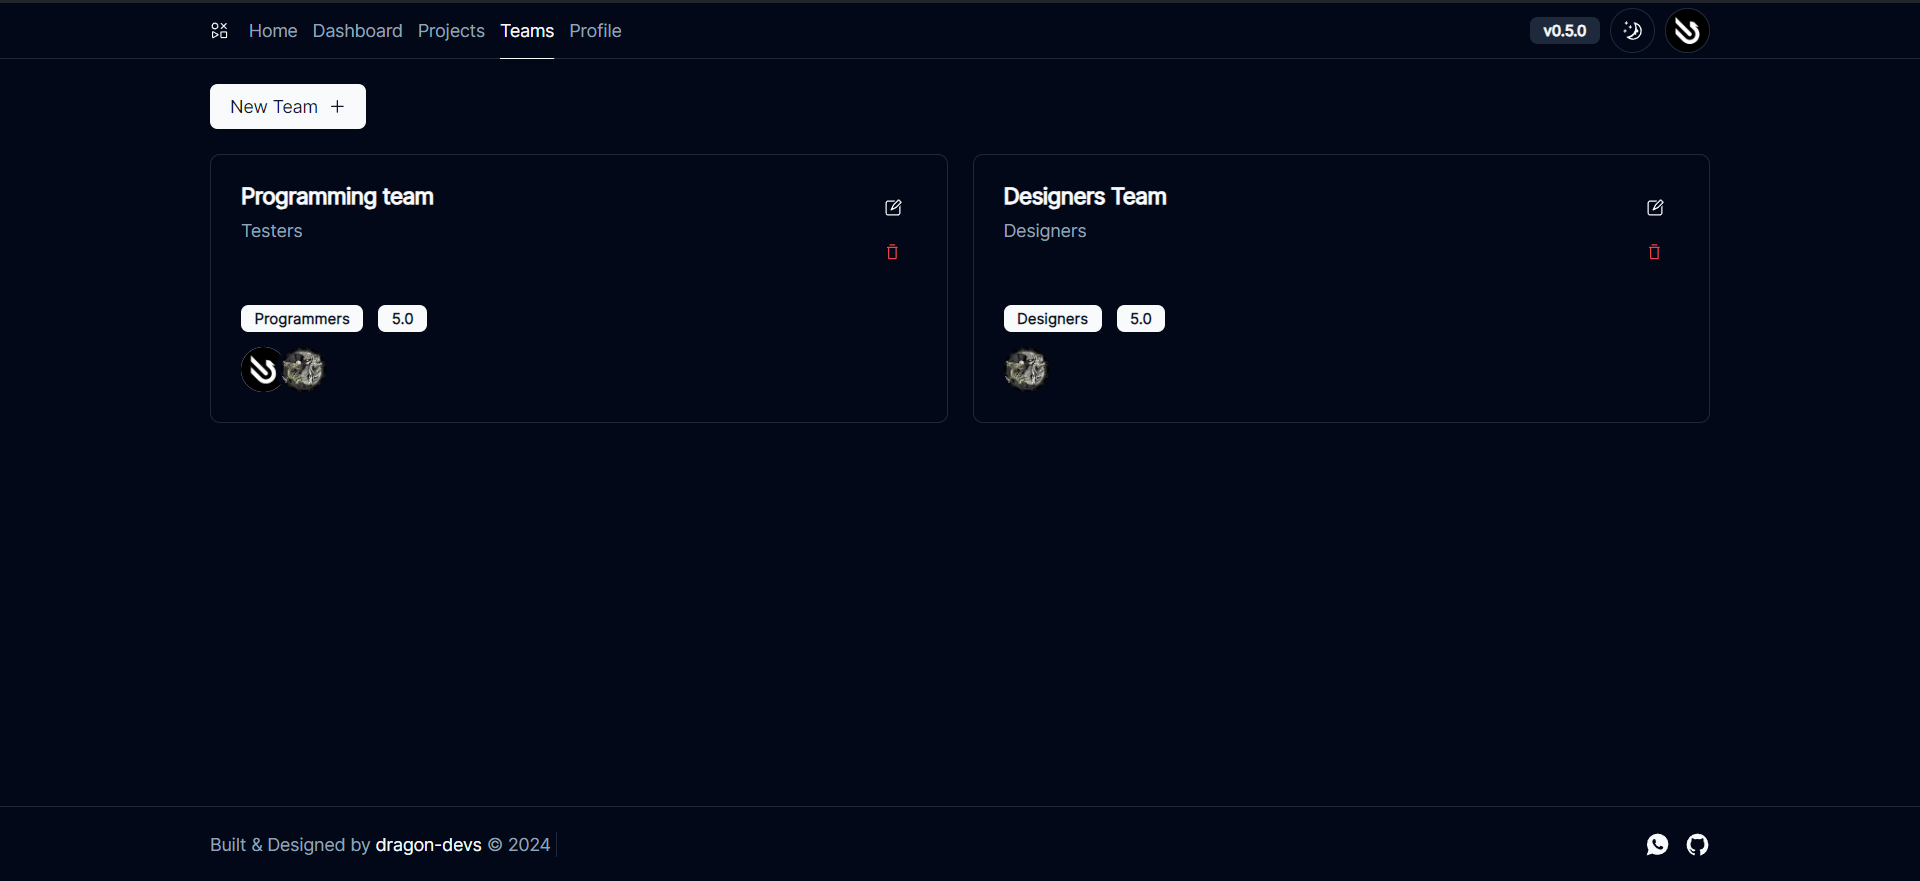 Home Dashboard Projects Teams Profile v0.5.0
New Team +
Programming team
Testers
Programmers 5.0
Designers Team
Designers
Designers 5.0
Built & Designed by dragon-devs © 2024